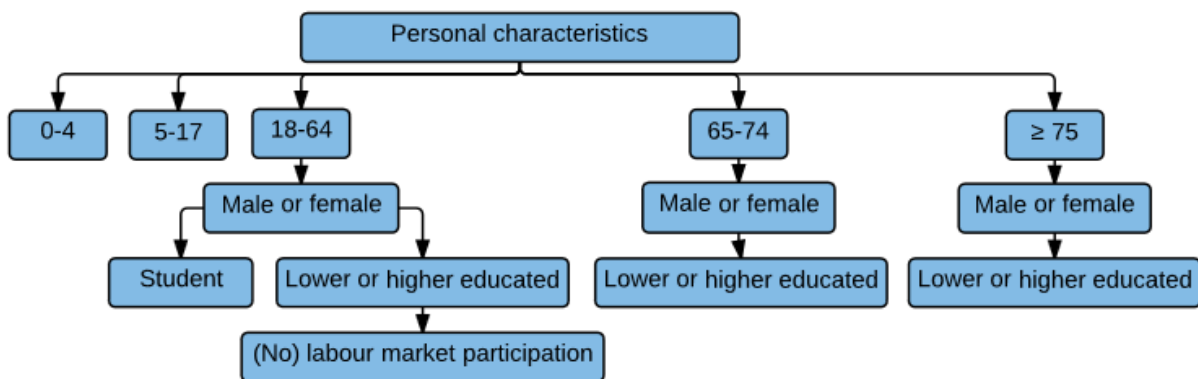 Personal characteristics
0-4
5-17
18-64
65-74
≥ 75
Male or female
Male or female
Male or female
Student
Lower or higher educated
Lower or higher educated
Lower or higher educated
(No) labour market participation